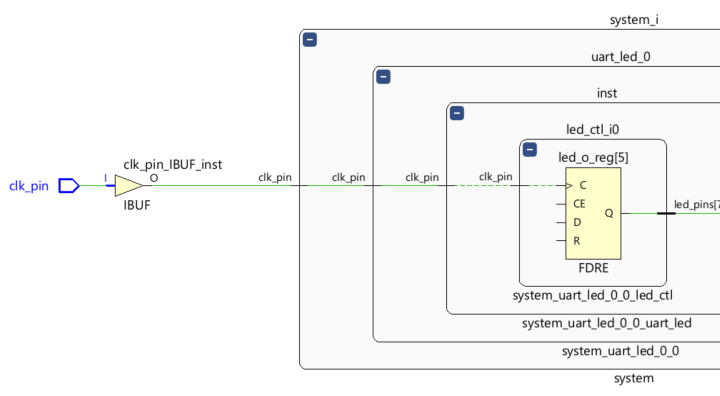 system_i
uart_led_0
inst
led_ctl_i0
led_o_reg[5]
clk_pin_IBUF_inst
clk_pin
I
O
IBUF
clk_pin
clk_pin
clk_pin
clk_pin
C
CE
D
R
Q
FDRE
led_pins[7
system_uart_led_0_0_led_ctl
system_uart_led_0_0_uart_led
system_uart_led_0_0
system